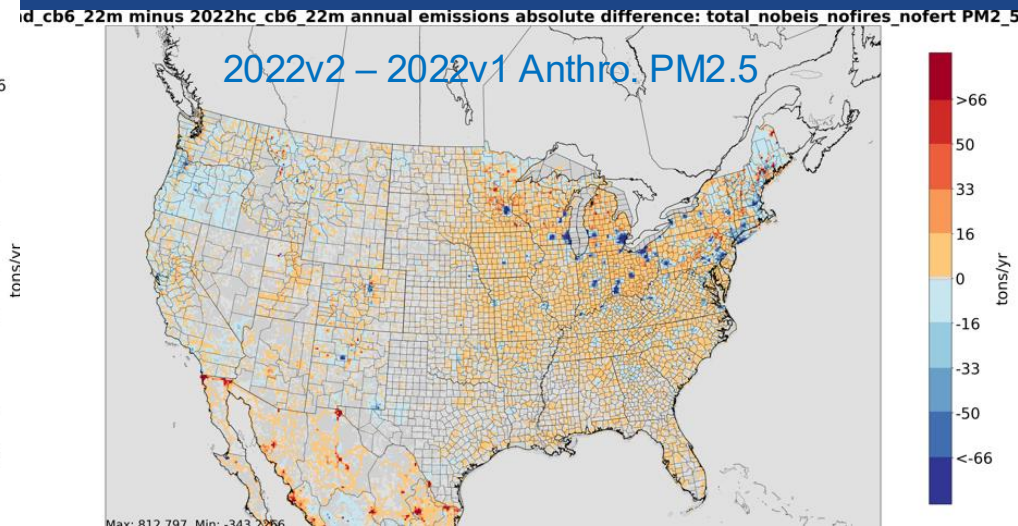 d_cb6_22m minus 2022hc_cb6_22m annual emissions absolute difference: total_nobeis_nofires_nofert PM2_5
2022v2 – 2022v1 Anthro. PM2.5
>66
50
33
16
0
-16
-33
-50
<-66
tons/yr
tons/yr
Max: 812.797 Min: -343.2266